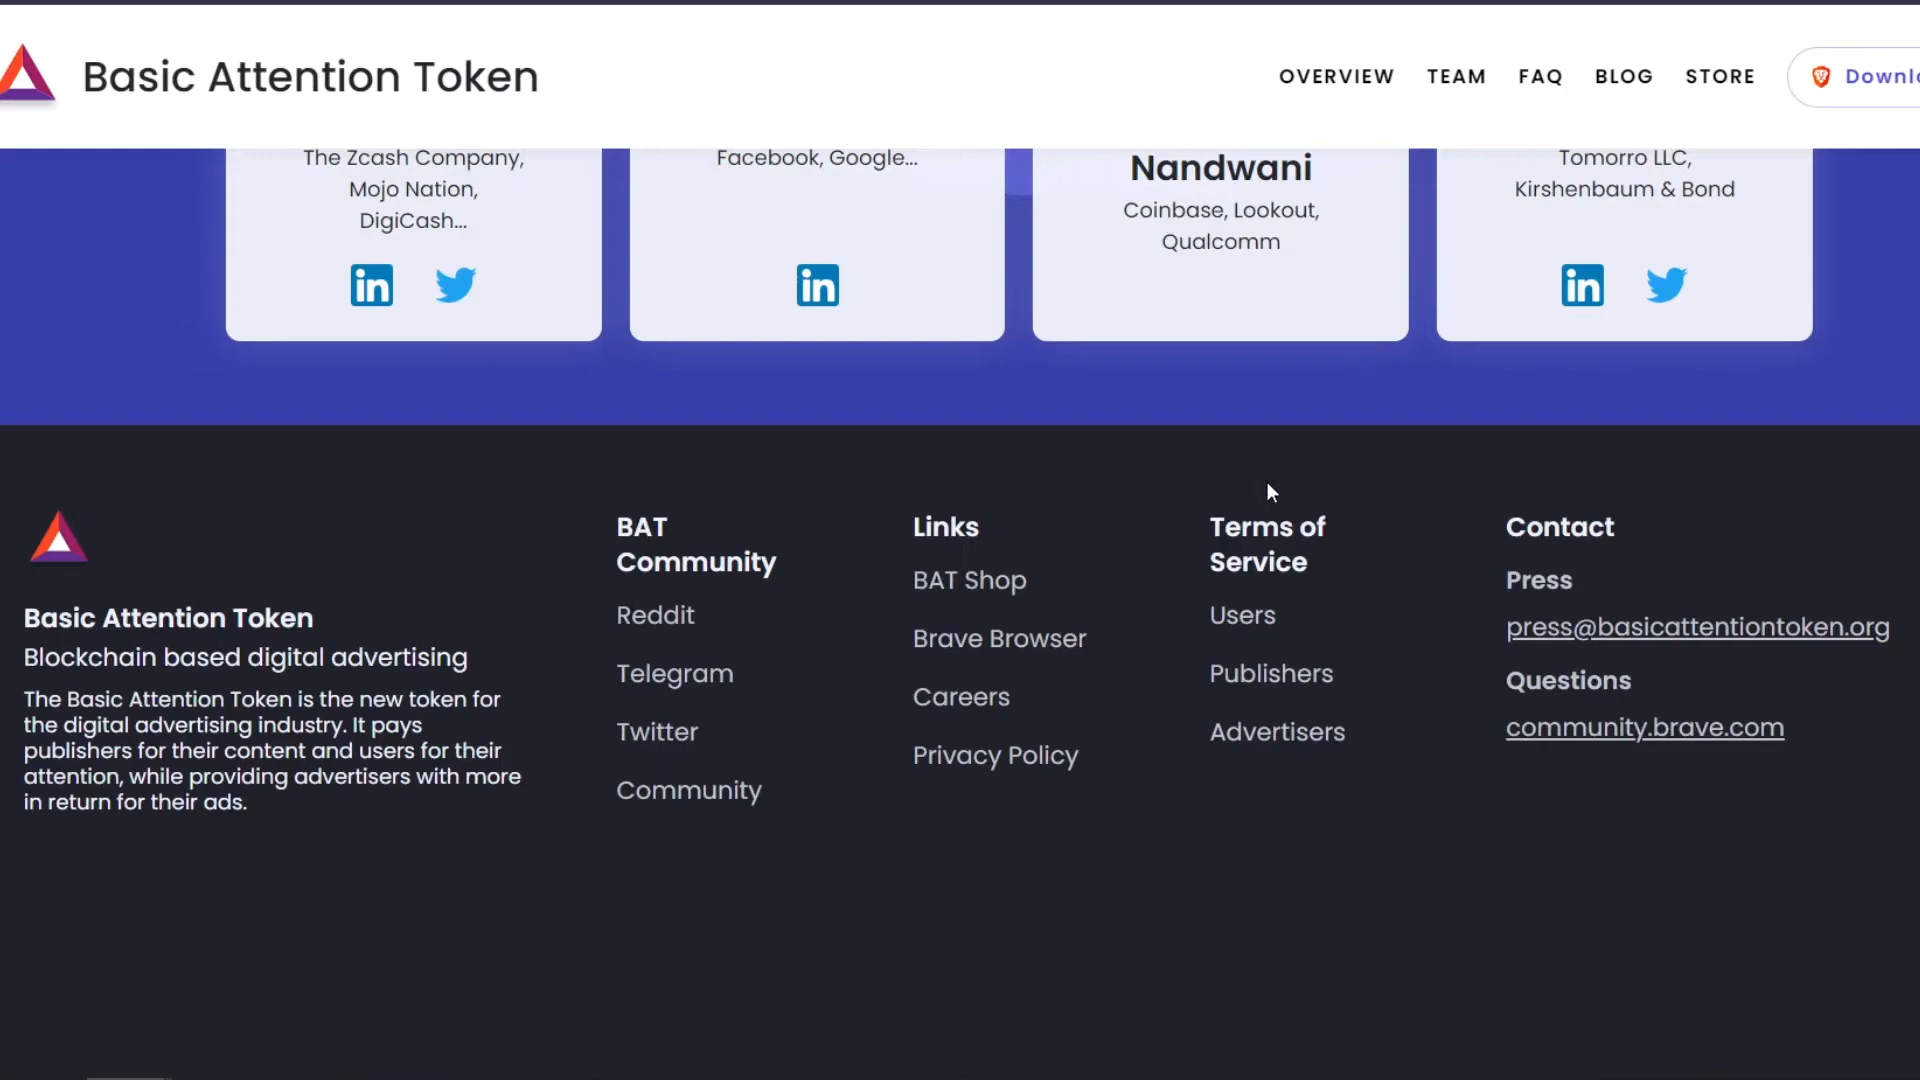 Basic Attention Token
OVERVIEW
TEAM
FAQ
BLOG
STORE
The Zcash Company,
Mojo Nation,
DigiCash...
Facebook, Google...
Nandwani
Coinbase, Lookout,
Qualcomm
Tomorro LLC,
Kirshenbaum & Bond
in
in
in
Basic Attention Token
Blockchain based digital advertising
The Basic Attention Token is the new token for
the digital advertising industry. It pays
publishers for their content and users for their
attention, while providing advertisers with more
in return for their ads.
BAT
Community
Reddit
Telegram
Twitter
Community
Links
BAT Shop
Brave Browser
Careers
Privacy Policy
Terms of
Service
Users
Publishers
Advertisers
Contact
Press
press@basicattentiontoken.org
Questions
community.brave.com